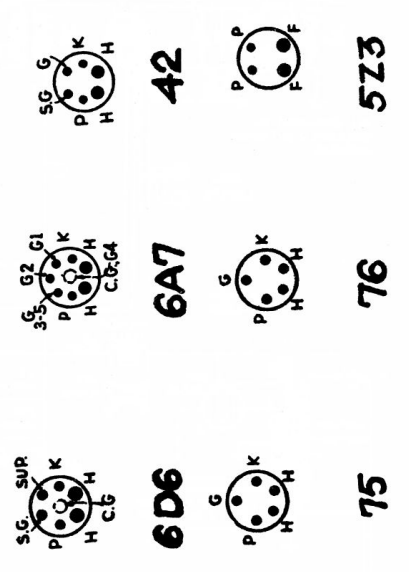 S.G. SUP.
P K
H H
C.G
6D6
G
3-5 G2 G1
P K
H H
C.G,G4
6A7
S.G G
P K
H H
42
G
P K
H H
75
G
P K
H H
76
P P
F F
5Z3